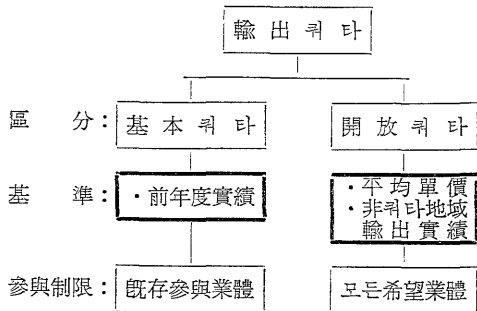 輸出쿼타
區分: 基本쿼타 開放쿼타
基準: ·前年度實績 ·平均單價
·非쿼타地域
輸出實績
參與制限: 旣存參與業體 모든希望業體